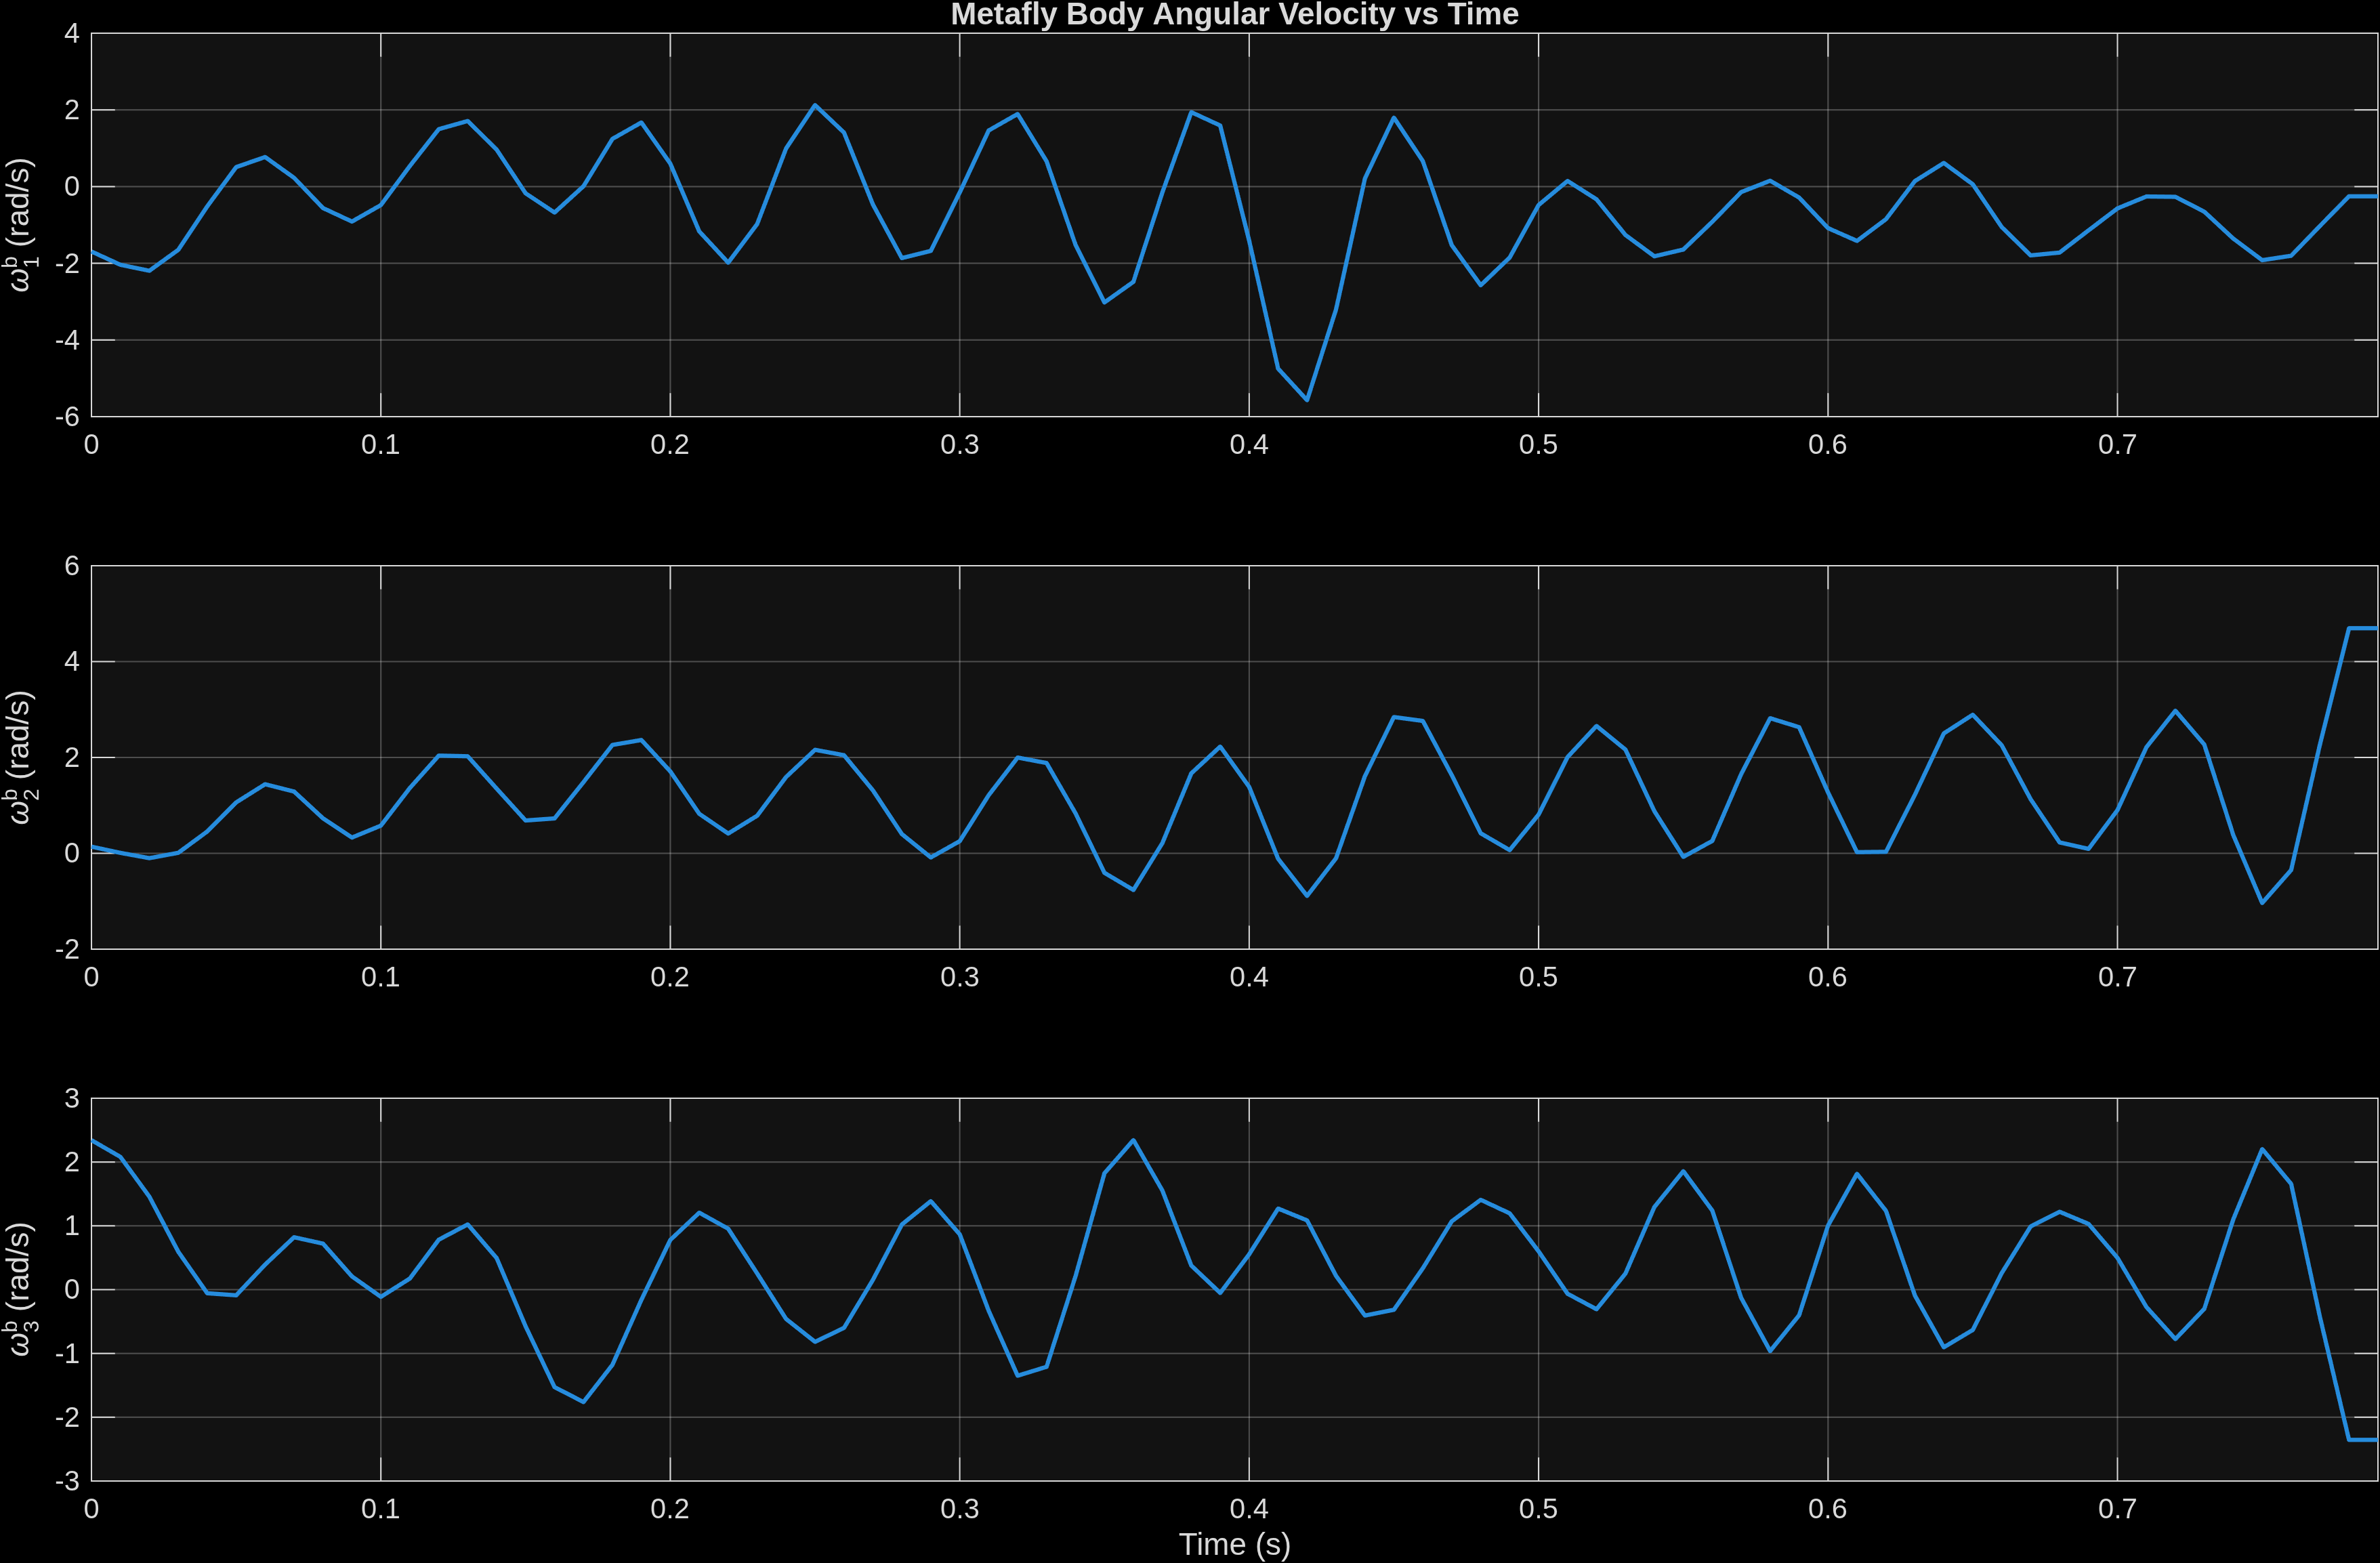 Metafly Body Angular Velocity vs Time
4
2
0
-2
-4
-6
ω₁ᵇ (rad/s)
0 0.1 0.2 0.3 0.4 0.5 0.6 0.7
6
4
2
0
-2
ω₂ᵇ (rad/s)
0 0.1 0.2 0.3 0.4 0.5 0.6 0.7
3
2
1
0
-1
-2
-3
ω₃ᵇ (rad/s)
0 0.1 0.2 0.3 0.4 0.5 0.6 0.7
Time (s)